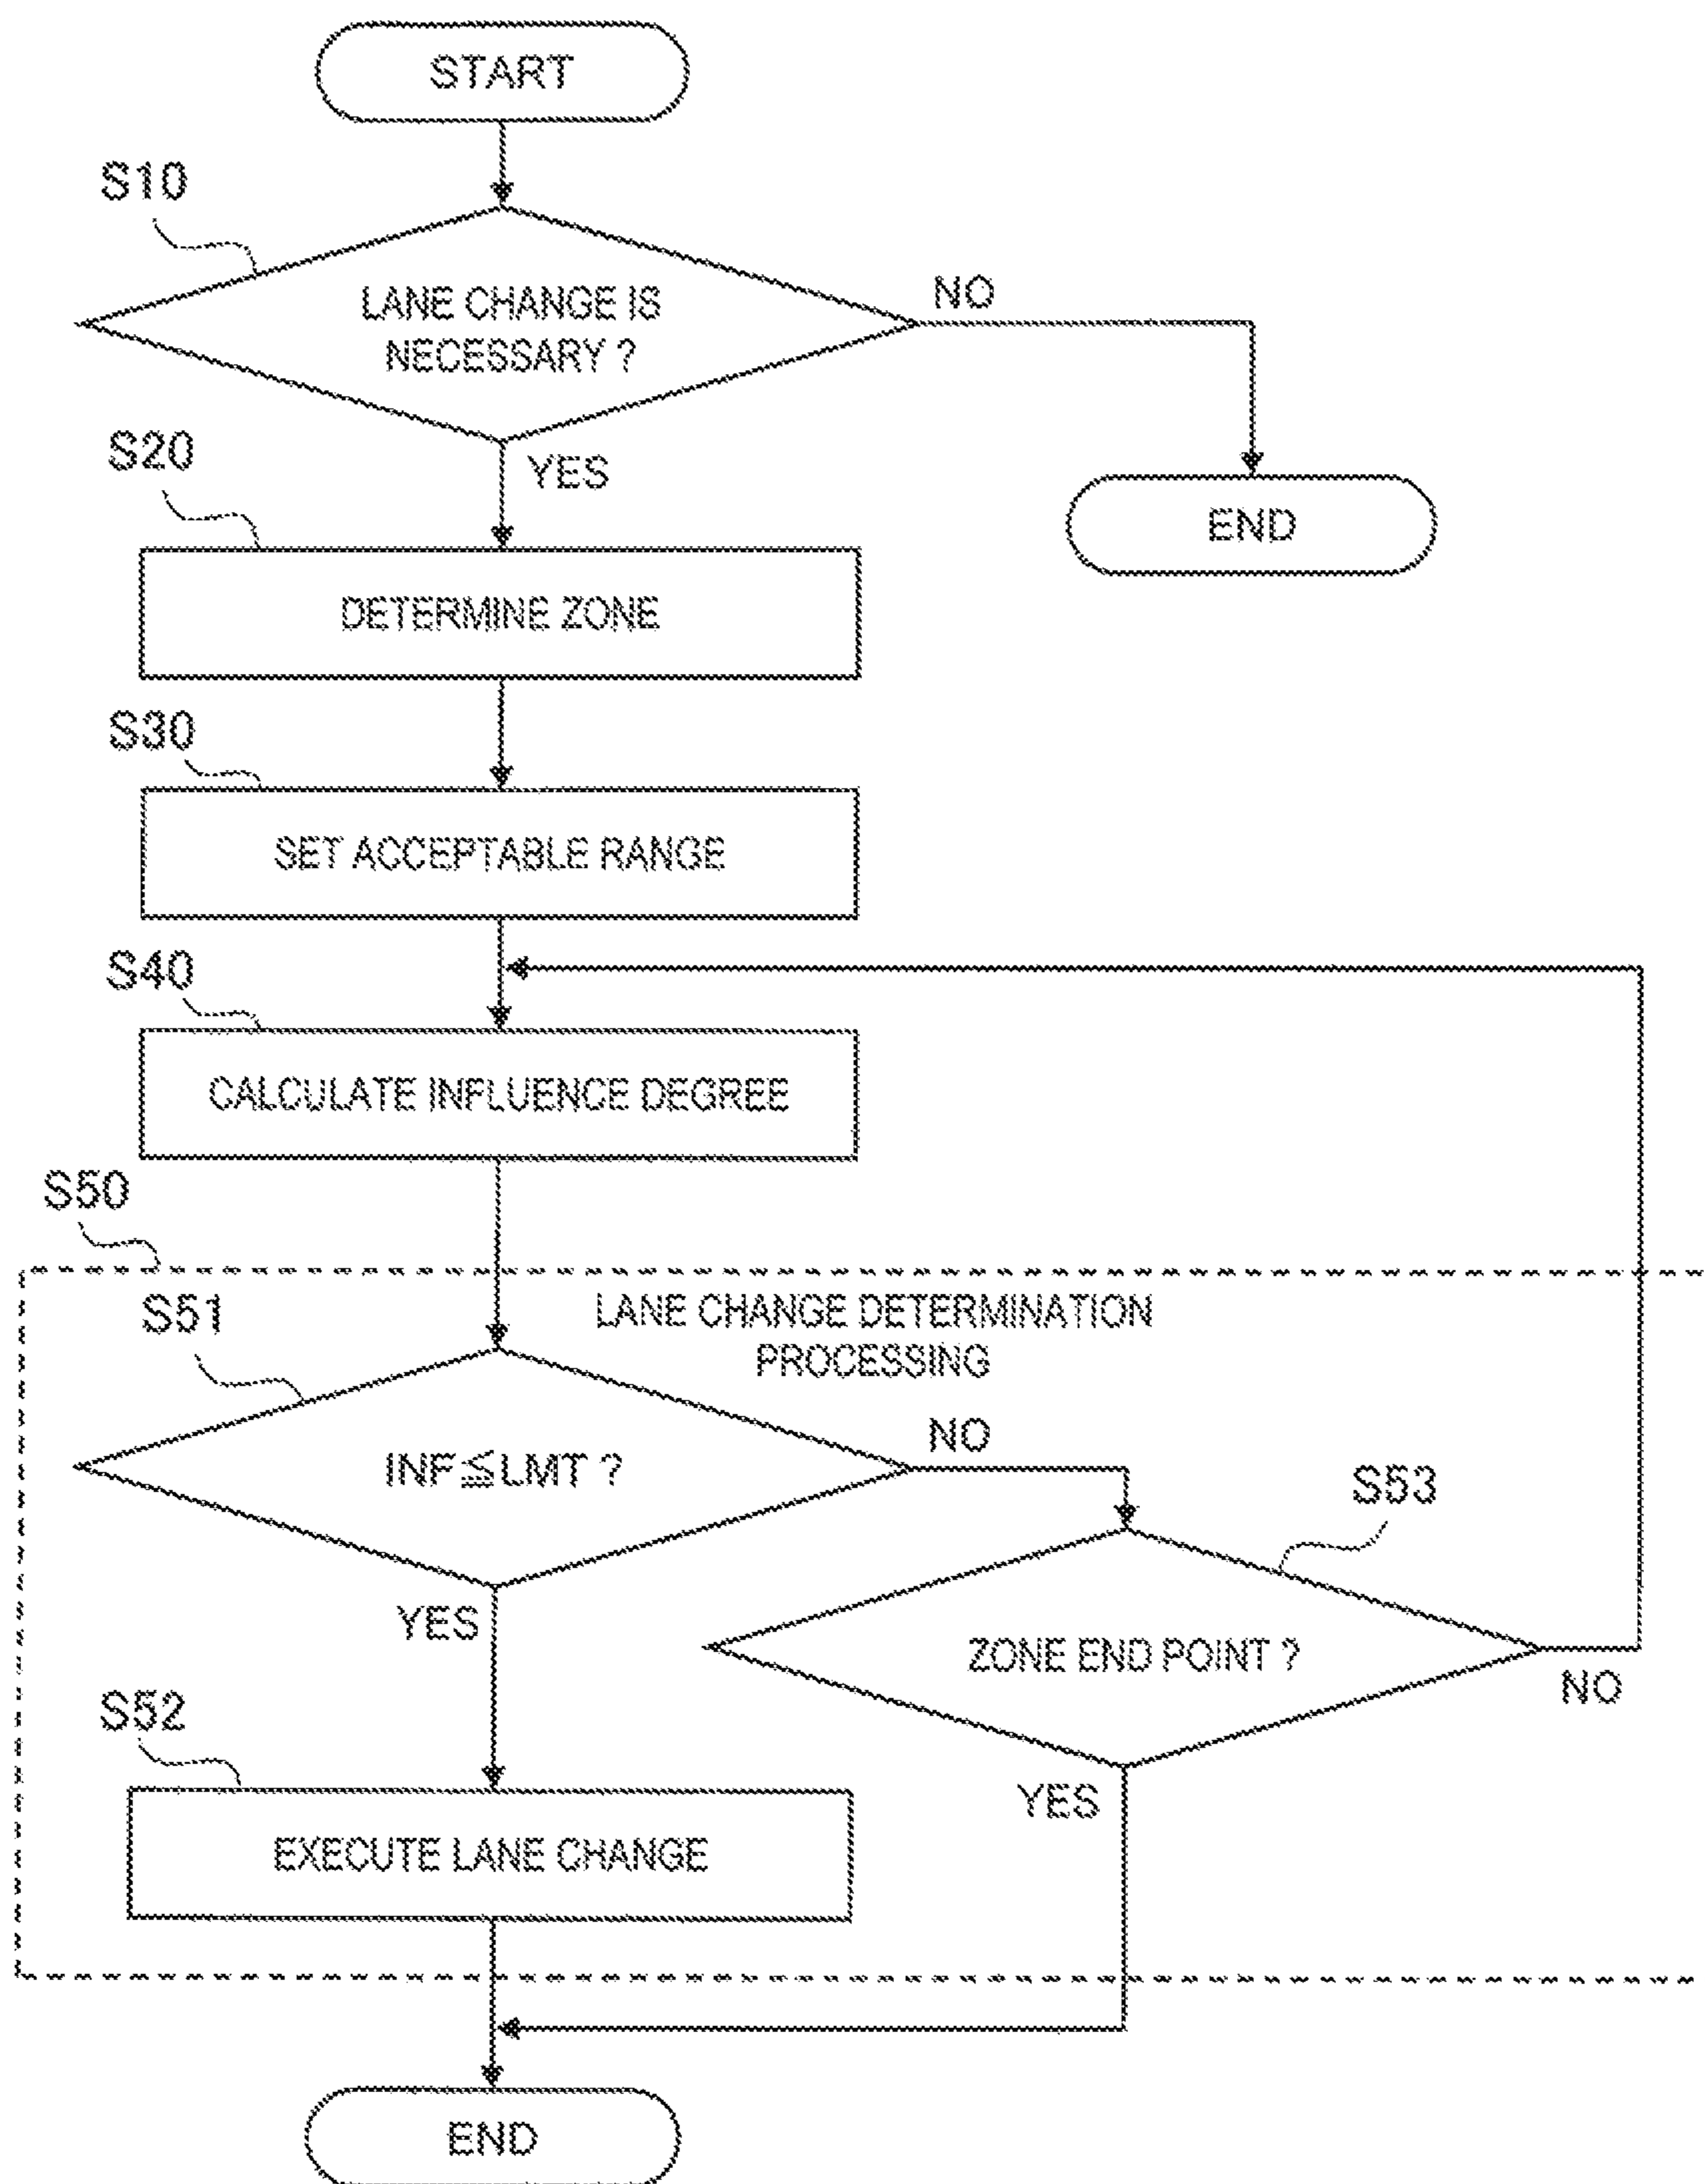 START
S10
LANE CHANGE IS
NECESSARY ?
NO
YES
END
S20
DETERMINE ZONE
S30
SET ACCEPTABLE RANGE
S40
CALCULATE INFLUENCE DEGREE
S50
LANE CHANGE DETERMINATION
PROCESSING
S51
INF≦LMT ?
NO
YES
S53
ZONE END POINT ?
NO
YES
S52
EXECUTE LANE CHANGE
END